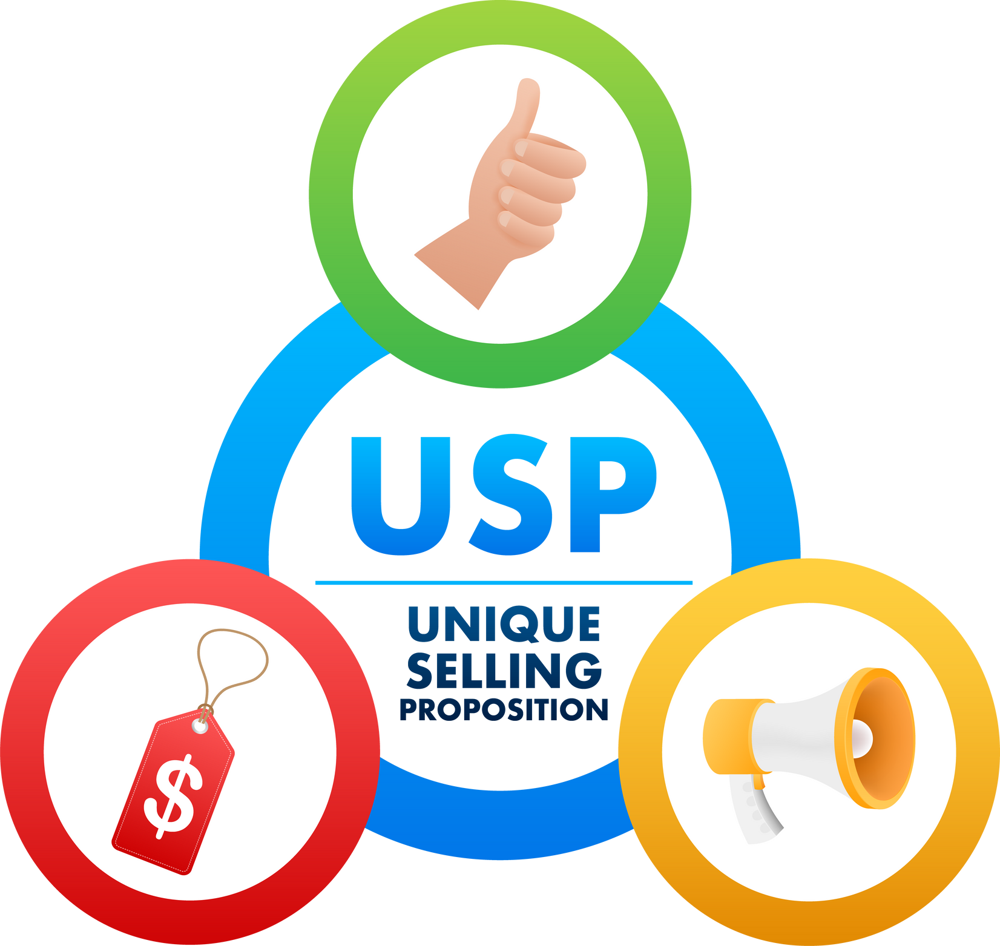 USP
UNIQUE
SELLING
PROPOSITION
$